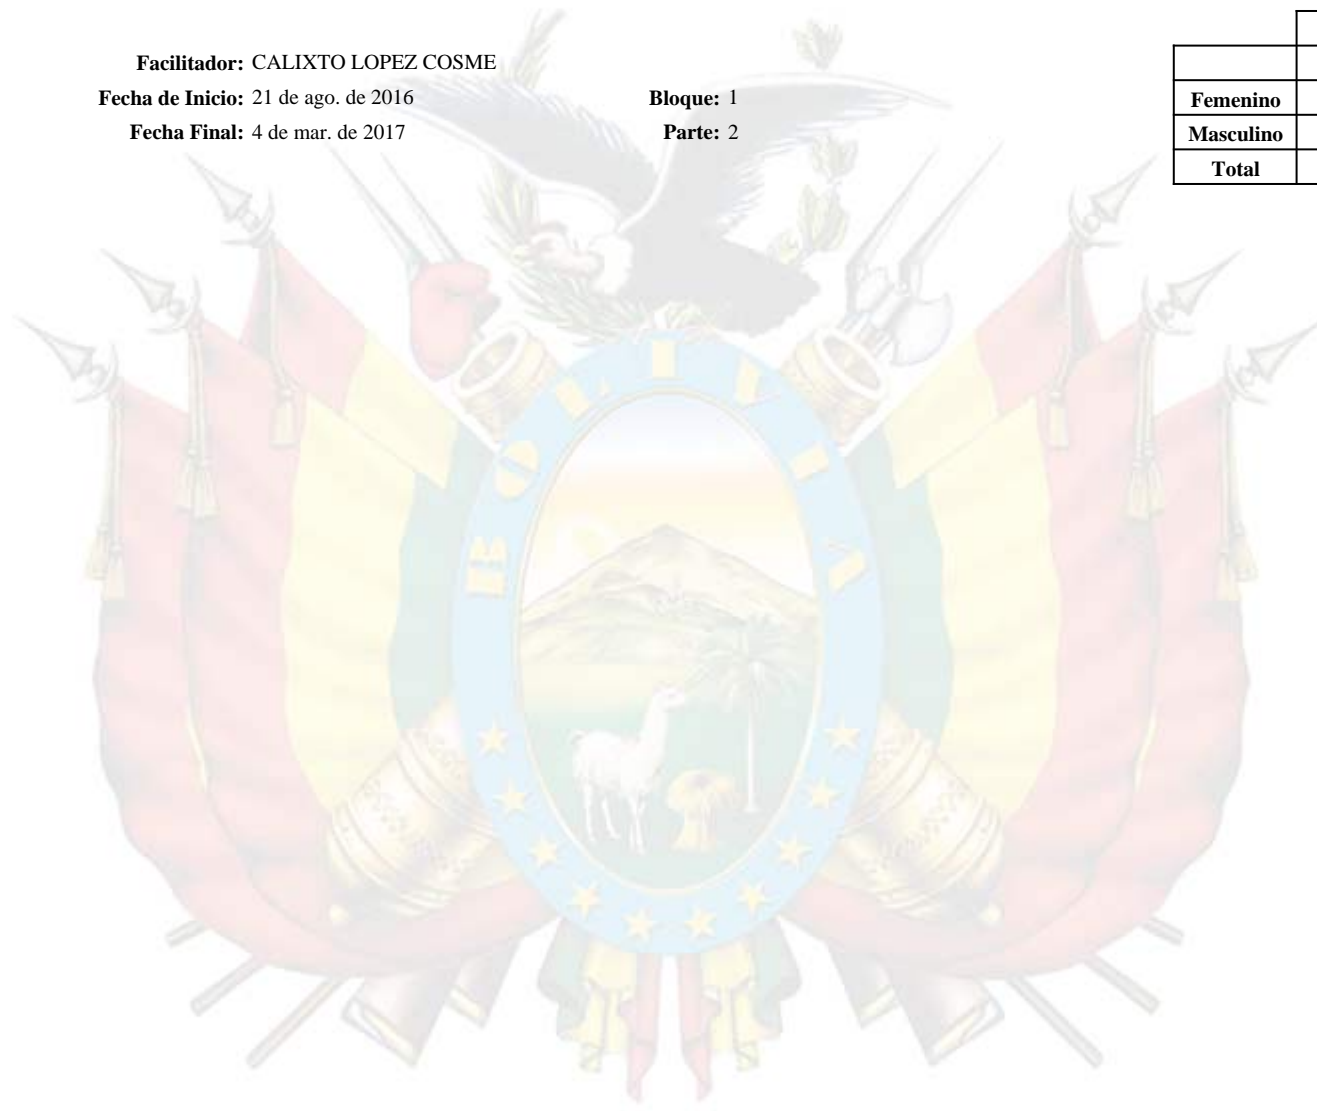 Facilitador: CALIXTO LOPEZ COSME
Fecha de Inicio: 21 de ago. de 2016 Bloque: 1
Fecha Final: 4 de mar. de 2017 Parte: 2
Femenino
Masculino
Total
BOLIVIA